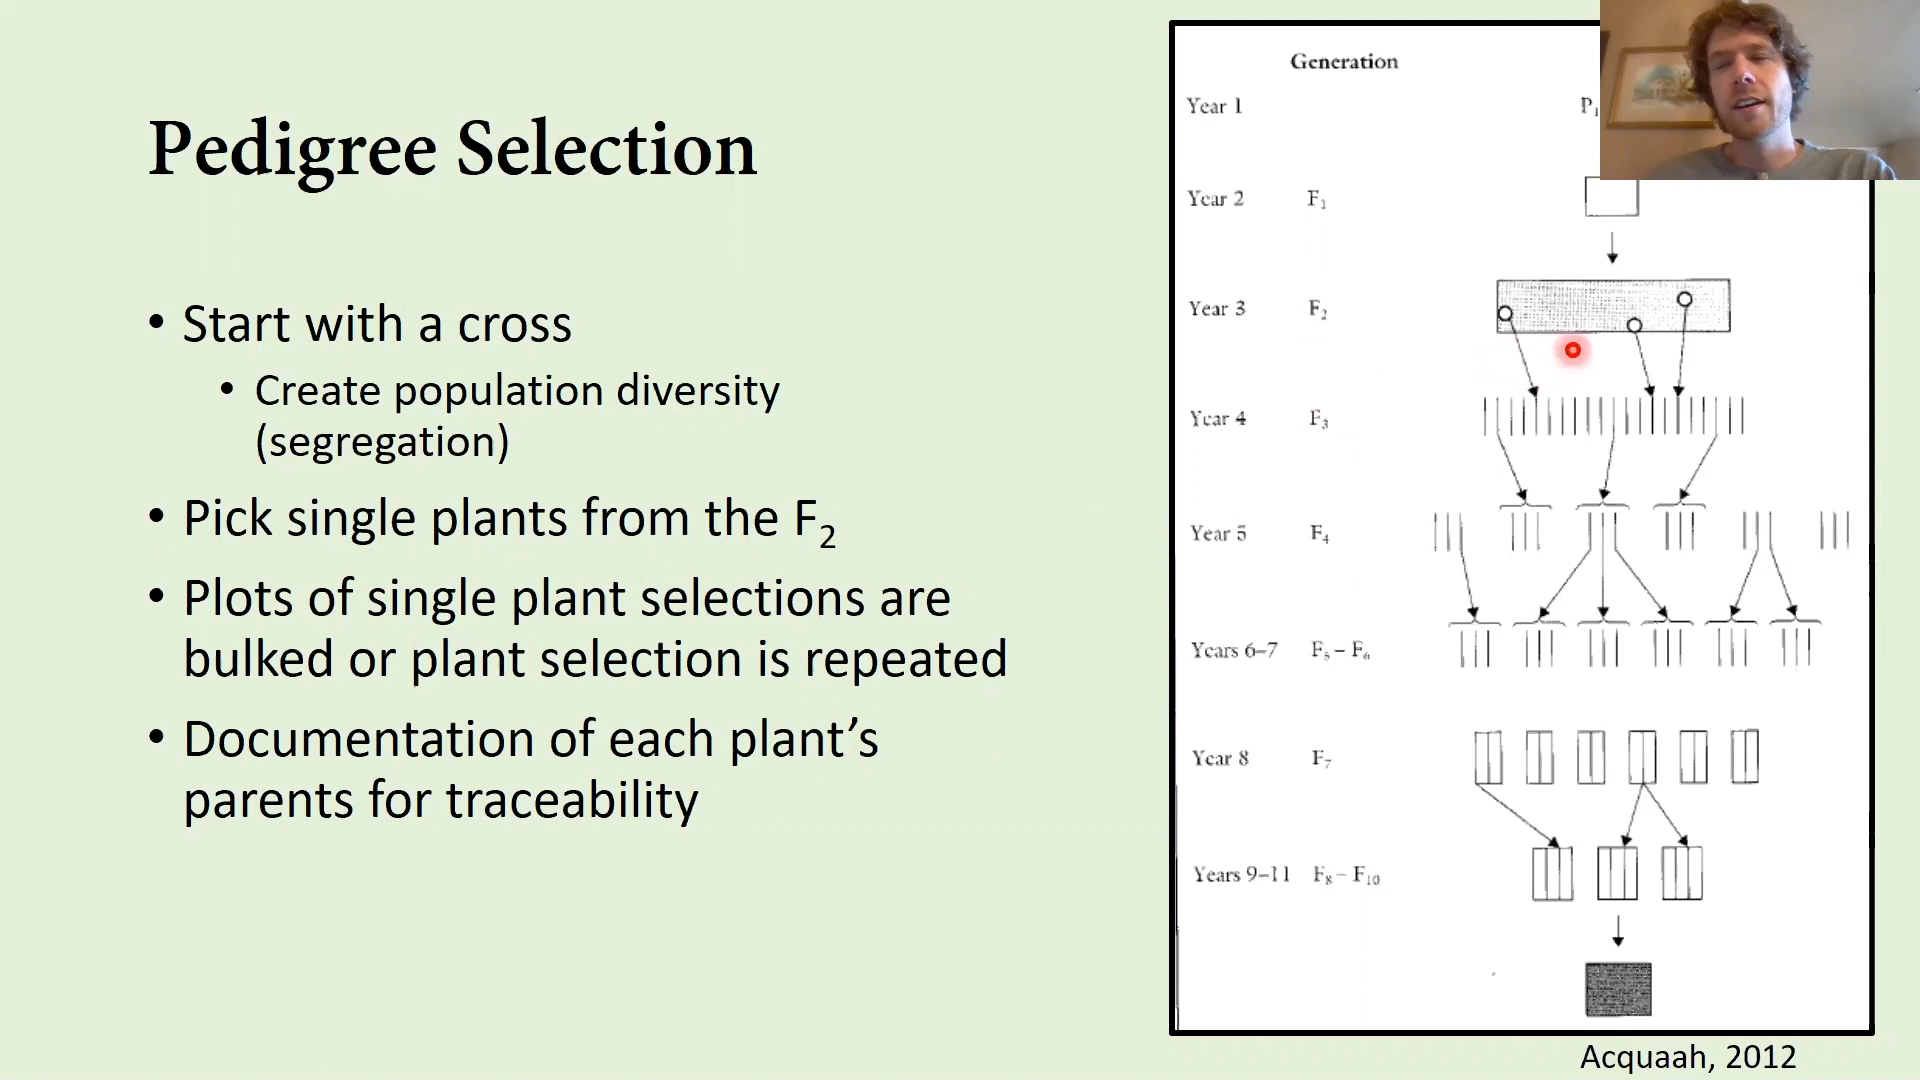 Pedigree Selection
• Start with a cross
• Create population diversity
(segregation)
• Pick single plants from the F₂
• Plots of single plant selections are
bulked or plant selection is repeated
• Documentation of each plant’s
parents for traceability
Generation
Year 1 P₁
Year 2 F₁
Year 3 F₂
Year 4 F₃
Year 5 F₄
Years 6–7 F₅ – F₆
Year 8 F₇
Years 9–11 F₈ – F₁₀
Acquaah, 2012